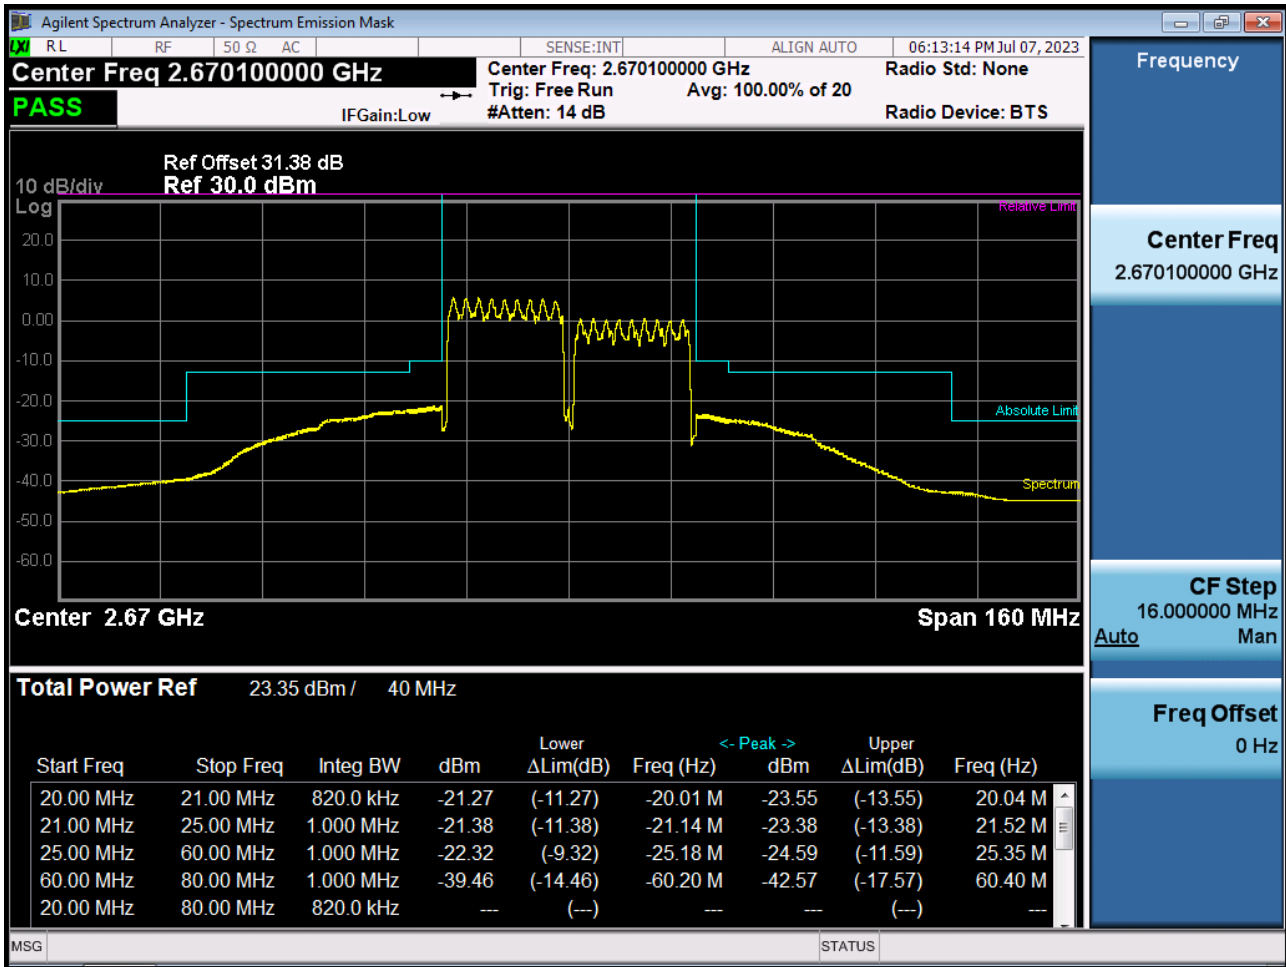 Agilent Spectrum Analyzer - Spectrum Emission Mask
LXI RL RF 50 Ω AC SENSE:INT ALIGN AUTO 06:13:14 PM Jul 07, 2023
Center Freq 2.670100000 GHz
Center Freq: 2.670100000 GHz Radio Std: None
Trig: Free Run Avg: 100.00% of 20
PASS
IFGain:Low #Atten: 14 dB Radio Device: BTS
Ref Offset 31.38 dB
10 dB/div Ref 30.0 dBm
Log
Relative Limit
20.0
10.0
0.00
-10.0
-20.0
Absolute Limit
-30.0
-40.0
Spectrum
-50.0
-60.0
Center 2.67 GHz Span 160 MHz
Total Power Ref 23.35 dBm / 40 MHz
Lower <- Peak -> Upper
Start Freq Stop Freq Integ BW dBm ΔLim(dB) Freq (Hz) dBm ΔLim(dB) Freq (Hz)
20.00 MHz 21.00 MHz 820.0 kHz -21.27 (-11.27) -20.01 M -23.55 (-13.55) 20.04 M
21.00 MHz 25.00 MHz 1.000 MHz -21.38 (-11.38) -21.14 M -23.38 (-13.38) 21.52 M
25.00 MHz 60.00 MHz 1.000 MHz -22.32 (-9.32) -25.18 M -24.59 (-11.59) 25.35 M
60.00 MHz 80.00 MHz 1.000 MHz -39.46 (-14.46) -60.20 M -42.57 (-17.57) 60.40 M
20.00 MHz 80.00 MHz 820.0 kHz --- (---) --- --- (---) ---
MSG STATUS
Frequency
Center Freq
2.670100000 GHz
CF Step
16.000000 MHz
Auto Man
Freq Offset
0 Hz